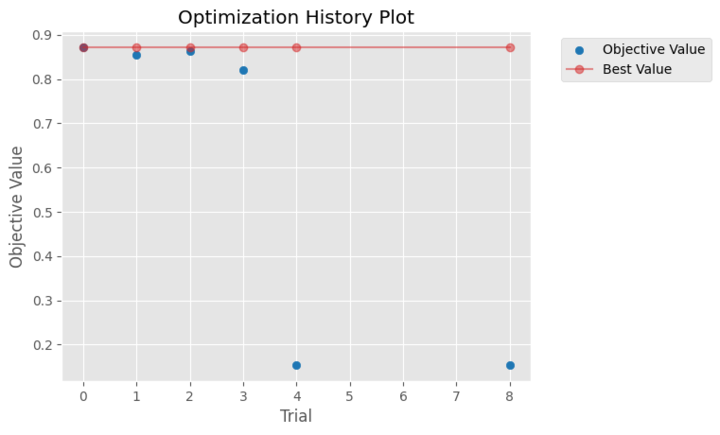 Optimization History Plot
0.9
0.8
0.7
0.6
0.5
0.4
0.3
0.2
Objective Value
0 1 2 3 4 5 6 7 8
Trial
Objective Value
Best Value